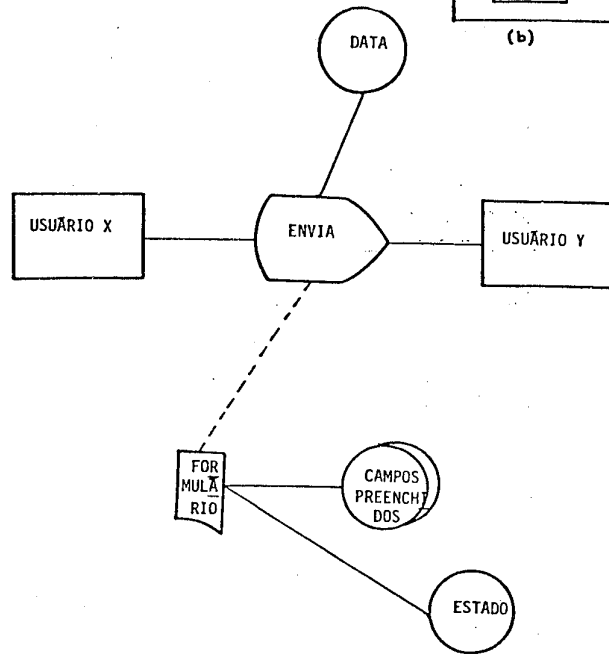 (b)
DATA
USUÁRIO X
ENVIA
USUÁRIO Y
FOR
MULÁ
RIO
CAMPOS
PREENCHI
DOS
ESTADO